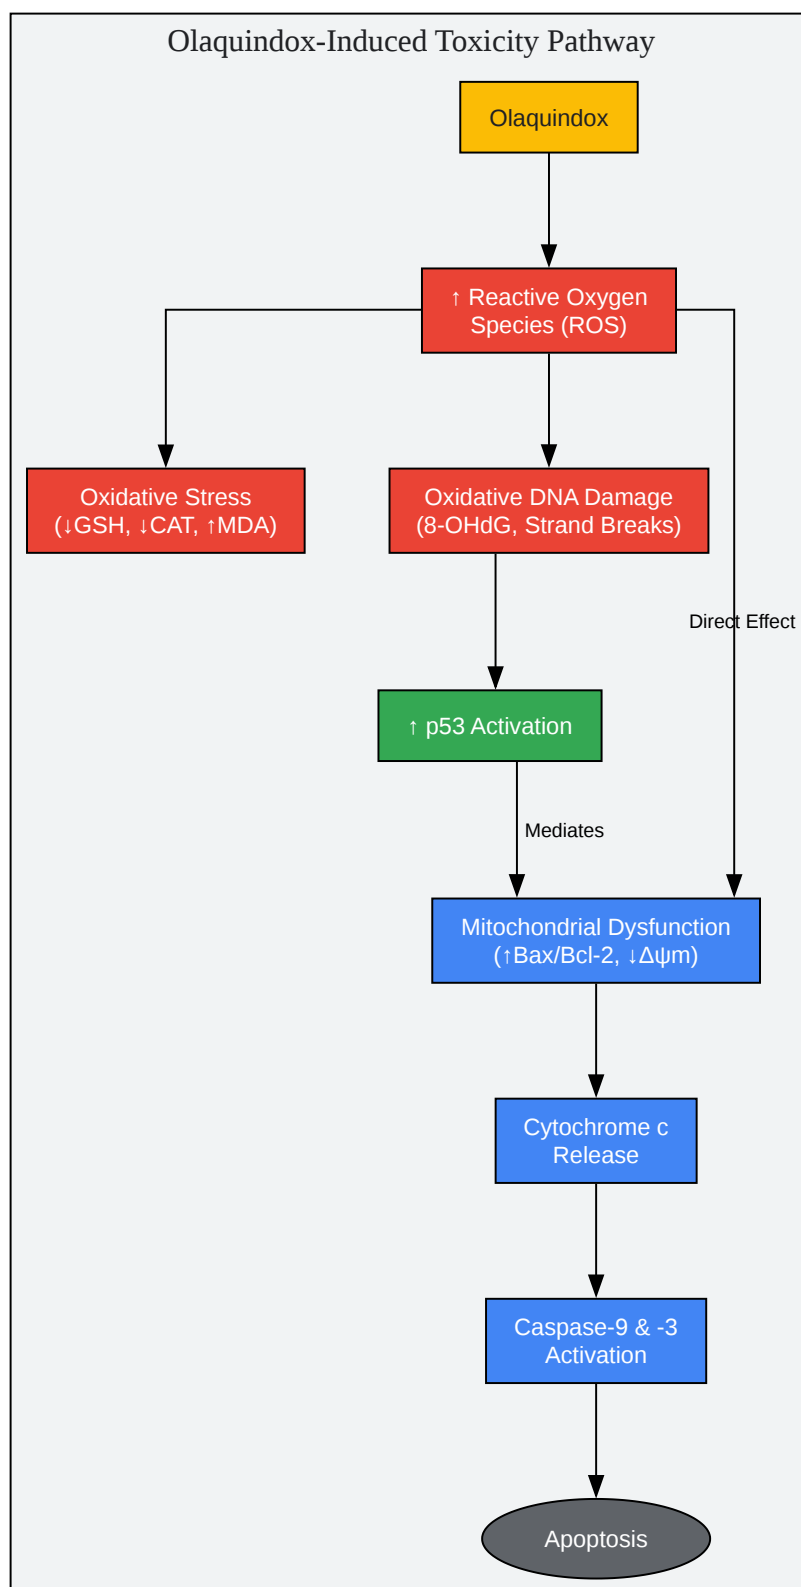 Olaquindox-Induced Toxicity Pathway
Olaquindox
↑ Reactive Oxygen
Species (ROS)
Oxidative Stress
(↓GSH, ↓CAT, ↑MDA)
Oxidative DNA Damage
(8-OHdG, Strand Breaks)
Direct Effect
↑ p53 Activation
Mediates
Mitochondrial Dysfunction
(↑Bax/Bcl-2, ↓Δψm)
Cytochrome c
Release
Caspase-9 & -3
Activation
Apoptosis